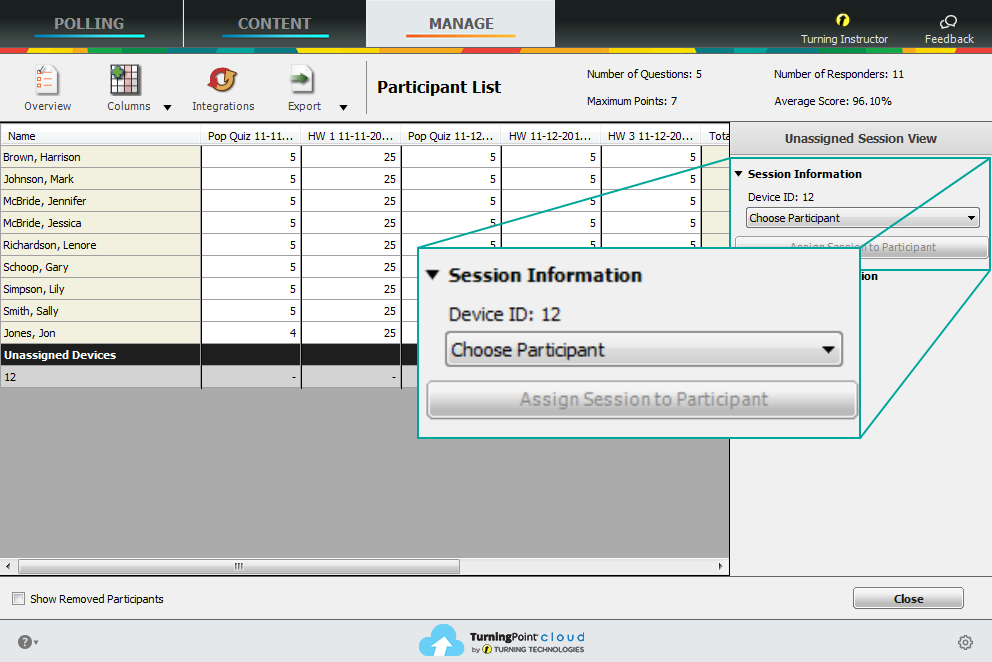 POLLING CONTENT MANAGE
Turning Instructor Feedback
Overview Columns Integrations Export
Participant List
Number of Questions: 5 Number of Responders: 11
Maximum Points: 7 Average Score: 96.10%
Name Pop Quiz 11-11... HW 1 11-11-20... Pop Quiz 11-12... HW 11-12-201... HW 3 11-12-20... Tota
Brown, Harrison 5 25 5 5 5
Johnson, Mark 5 25 5 5 5
McBride, Jennifer 5 25 5 5 5
McBride, Jessica 5 25 5 5 5
Richardson, Lenore 5 25 5 5 5
Schoop, Gary 5 25
Simpson, Lily 5 25
Smith, Sally 5 25
Jones, Jon 4 25
Unassigned Devices
12 - -
Unassigned Session View
Session Information
Device ID: 12
Choose Participant
Assign Session to Participant
ion
Session Information
Device ID: 12
Choose Participant
Assign Session to Participant
Show Removed Participants
Close
?
TurningPoint cloud
by TURNING TECHNOLOGIES